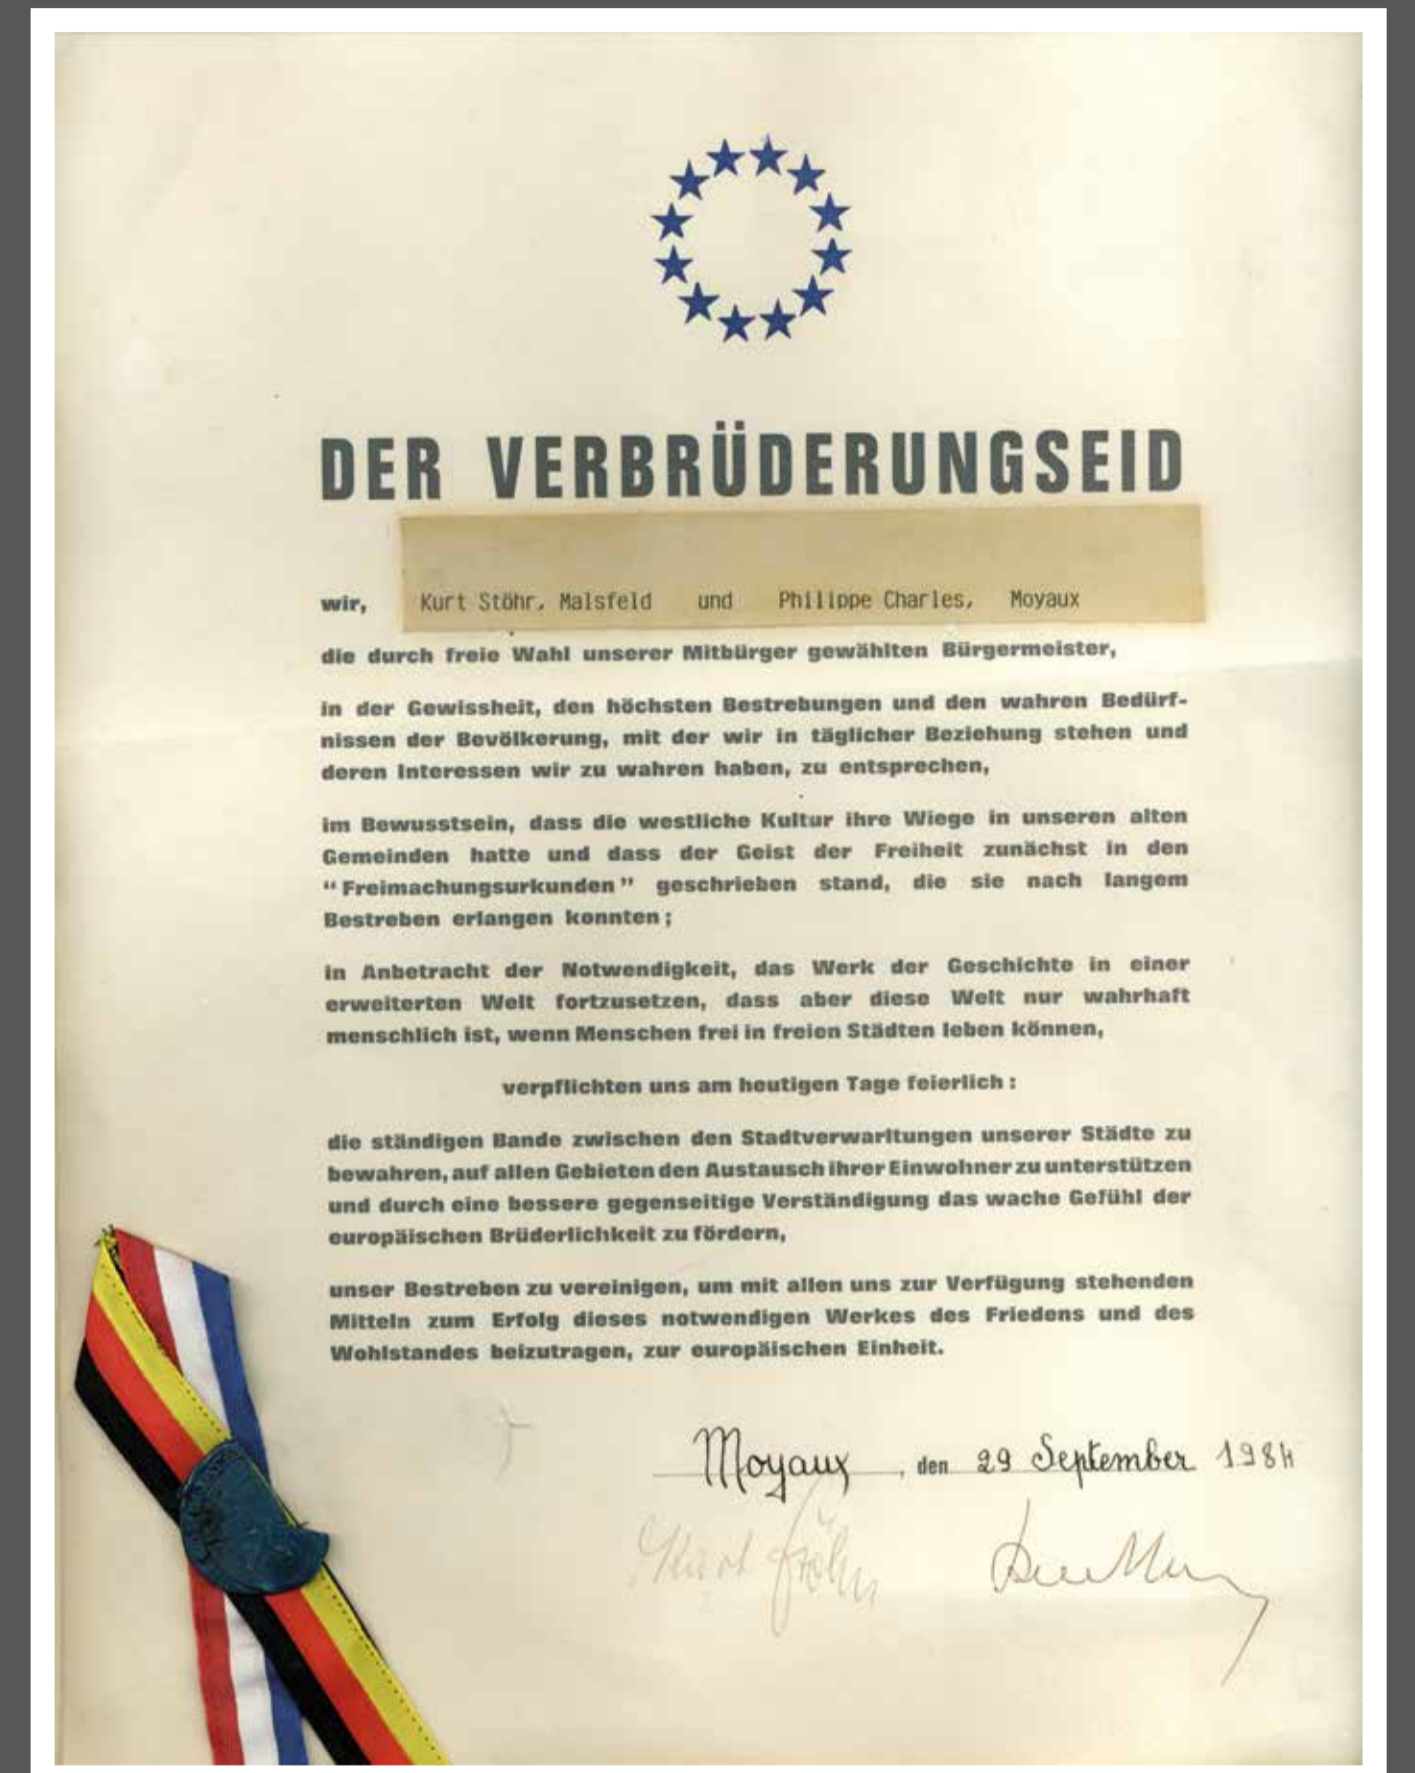 DER VERBRÜDERUNGSEID
wir, Kurt Stöhr, Malsfeld und Philippe Charles, Moyaux
die durch freie Wahl unserer Mitbürger gewählten Bürgermeister,
in der Gewissheit, den höchsten Bestrebungen und den wahren Bedürf-
nissen der Bevölkerung, mit der wir in täglicher Beziehung stehen und
deren Interessen wir zu wahren haben, zu entsprechen,
im Bewusstsein, dass die westliche Kultur ihre Wiege in unseren alten
Gemeinden hatte und dass der Geist der Freiheit zunächst in den
“Freimachungsurkunden” geschrieben stand, die sie nach langem
Bestreben erlangen konnten;
in Anbetracht der Notwendigkeit, das Werk der Geschichte in einer
erweiterten Welt fortzusetzen, dass aber diese Welt nur wahrhaft
menschlich ist, wenn Menschen frei in freien Städten leben können,
verpflichten uns am heutigen Tage feierlich :
die ständigen Bande zwischen den Stadtverwarltungen unserer Städte zu
bewahren, auf allen Gebieten den Austausch ihrer Einwohner zu unterstützen
und durch eine bessere gegenseitige Verständigung das wache Gefühl der
europäischen Brüderlichkeit zu fördern,
unser Bestreben zu vereinigen, um mit allen uns zur Verfügung stehenden
Mitteln zum Erfolg dieses notwendigen Werkes des Friedens und des
Wohlstandes beizutragen, zur europäischen Einheit.
Moyaux, den 29 September 1984
Kurt Stöhr